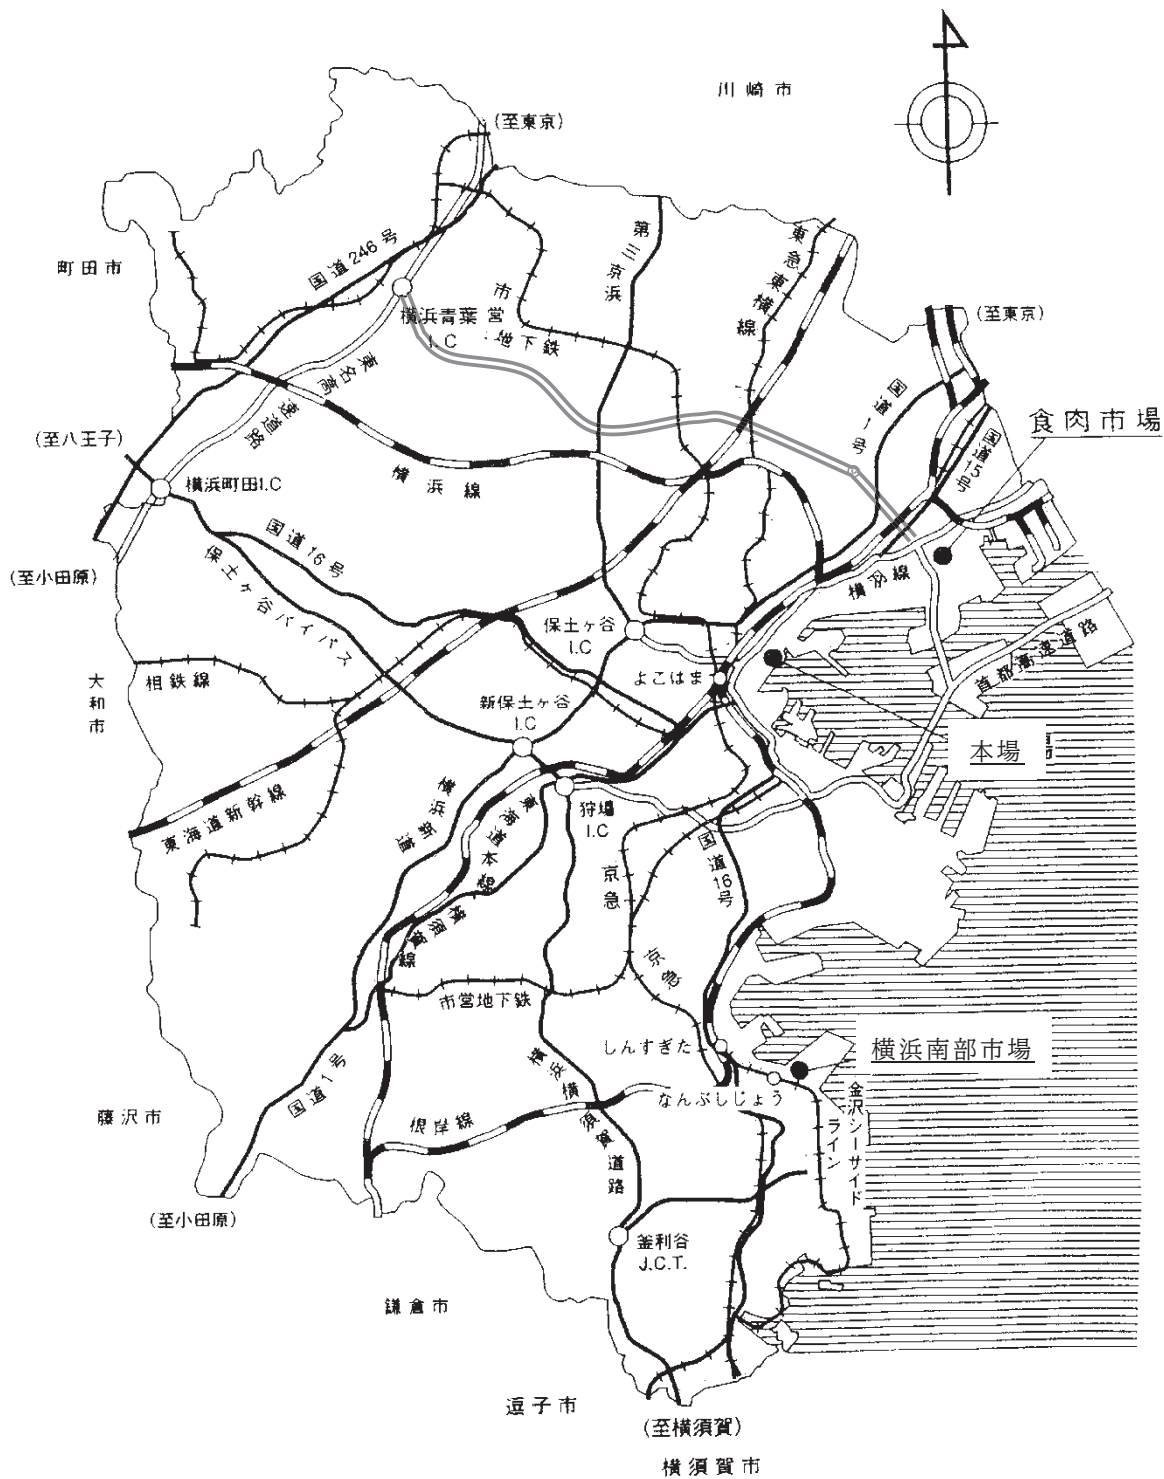 川崎市
(至東京)
町田市
国道246号
第三京浜
東急東横線
市営地下鉄
横浜青葉
I.C
(至東京)
東名高速道路
国道1号
食肉市場
国道15号
(至八王子)
横浜町田I.C
横浜線
国道16号
保土ヶ谷バイパス
(至小田原)
横羽線
保土ヶ谷
I.C
首都高速道路
相鉄線
大和市
よこはま
新保土ヶ谷
I.C
本場
東海道新幹線
横浜新道
東海道本線
狩場
I.C
国道16号
京急
横須賀線
京急
市営地下鉄
しんすぎた
横浜南部市場
国道1号
横浜横須賀道路
なんぶしじょう
金沢シーサイド
ライン
藤沢市
根岸線
(至小田原)
釜利谷
J.C.T.
鎌倉市
逗子市
(至横須賀)
横須賀市